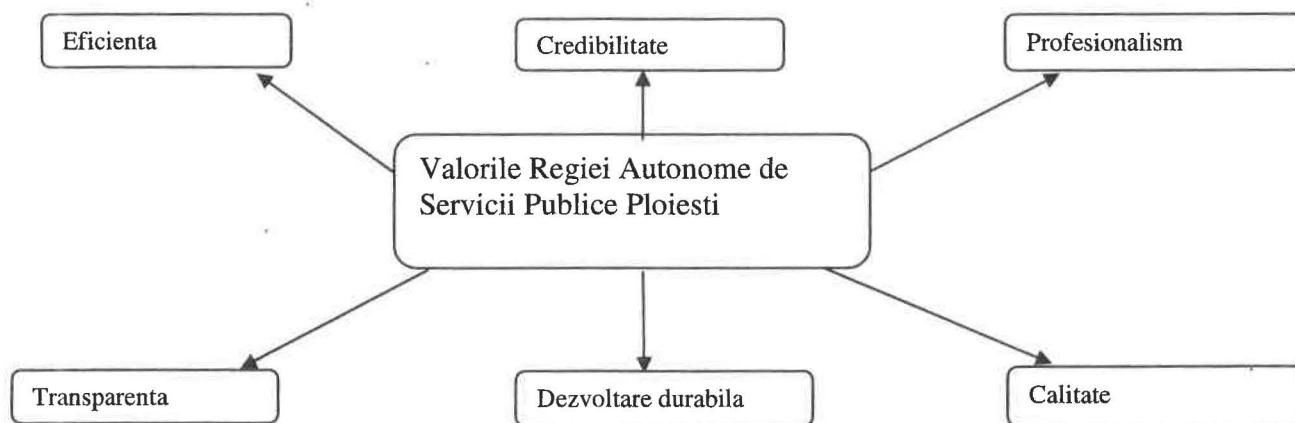 Eficienta
Credibilitate
Profesionalism
Valorile Regiei Autonome de
Servicii Publice Ploiesti
Transparenta
Dezvoltare durabila
Calitate